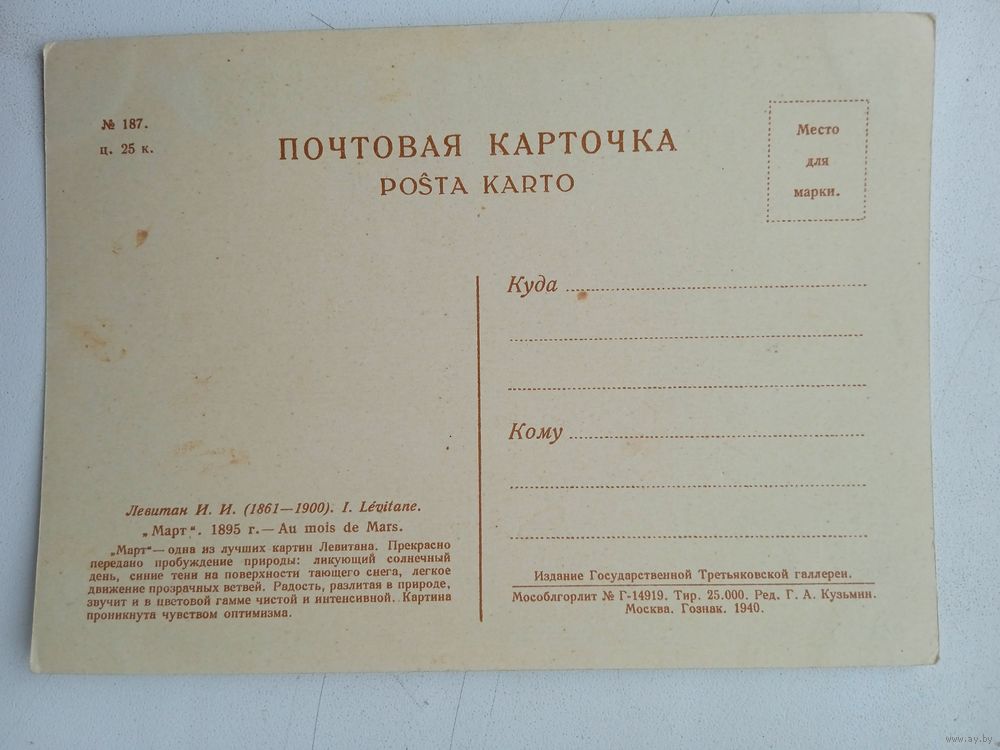 № 187.
ц. 25 к.
ПОЧТОВАЯ КАРТОЧКА
POŜTA KARTO
Место
для
марки.
Куда
Кому
Левитан И. И. (1861—1900). I. Lévitane.
„Март“. 1895 г.— Au mois de Mars.
„Март“— одна из лучших картин Левитана. Прекрасно
передано пробуждение природы: ликующий солнечный
день, синие тени на поверхности тающего снега, легкое
движение прозрачных ветвей. Радость, разлитая в природе,
звучит и в цветовой гамме чистой и интенсивной. Картина
проникнута чувством оптимизма.
Издание Государственной Третьяковской галлереи.
Мособлгорлит № Г-14919. Тир. 25.000. Ред. Г. А. Кузьмин.
Москва. Гознак. 1940.
www.ay.by